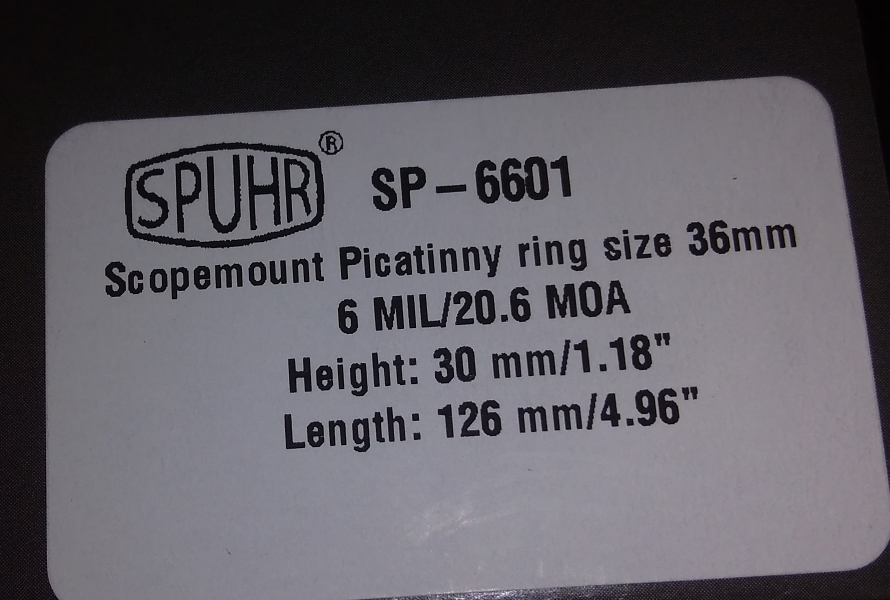 SPUHR® SP-6601
Scopemount Picatinny ring size 36mm
6 MIL/20.6 MOA
Height: 30 mm/1.18"
Length: 126 mm/4.96"